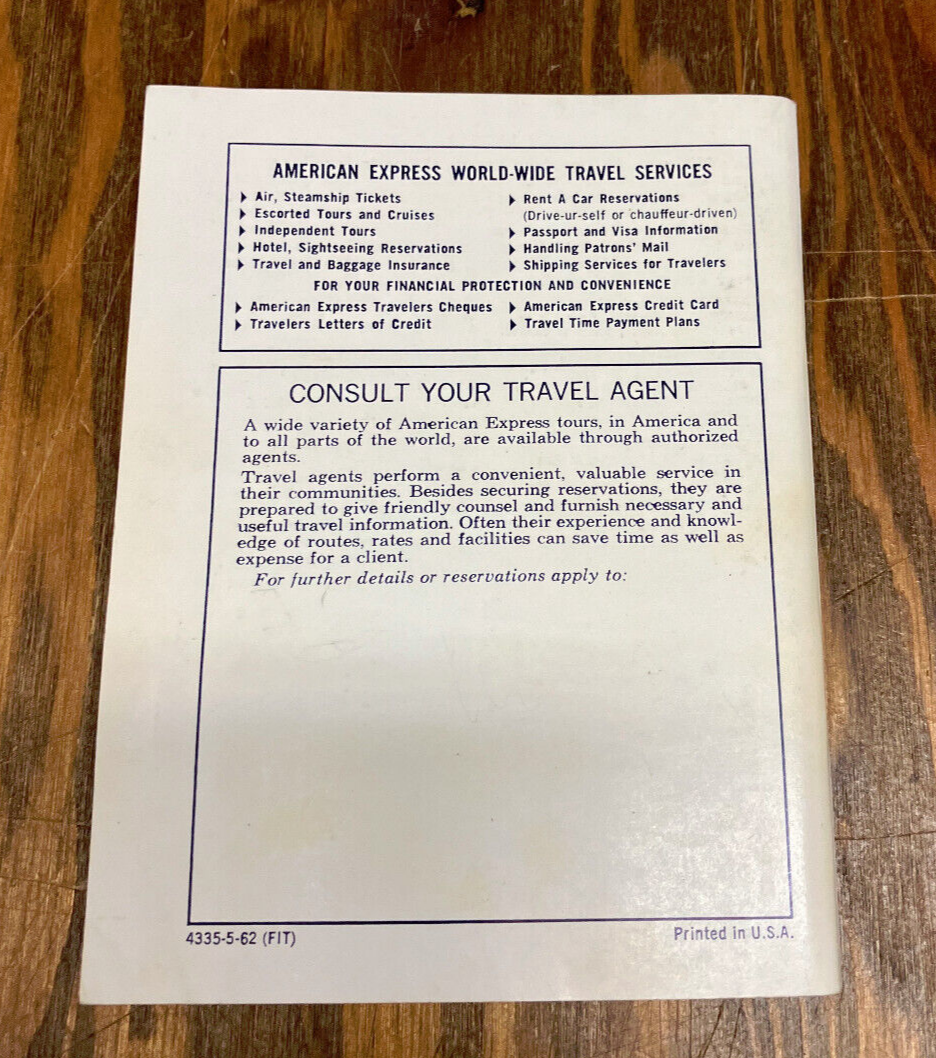 AMERICAN EXPRESS WORLD-WIDE TRAVEL SERVICES
Air, Steamship Tickets
Escorted Tours and Cruises
Independent Tours
Hotel, Sightseeing Reservations
Travel and Baggage Insurance
Rent A Car Reservations
(Drive-ur-self or chauffeur-driven)
Passport and Visa Information
Handling Patrons' Mail
Shipping Services for Travelers
FOR YOUR FINANCIAL PROTECTION AND CONVENIENCE
American Express Travelers Cheques
Travelers Letters of Credit
American Express Credit Card
Travel Time Payment Plans
CONSULT YOUR TRAVEL AGENT
A wide variety of American Express tours, in America and
to all parts of the world, are available through authorized
agents.
Travel agents perform a convenient, valuable service in
their communities. Besides securing reservations, they are
prepared to give friendly counsel and furnish necessary and
useful travel information. Often their experience and knowl-
edge of routes, rates and facilities can save time as well as
expense for a client.
For further details or reservations apply to:
4335-5-62 (FIT)
Printed in U.S.A.